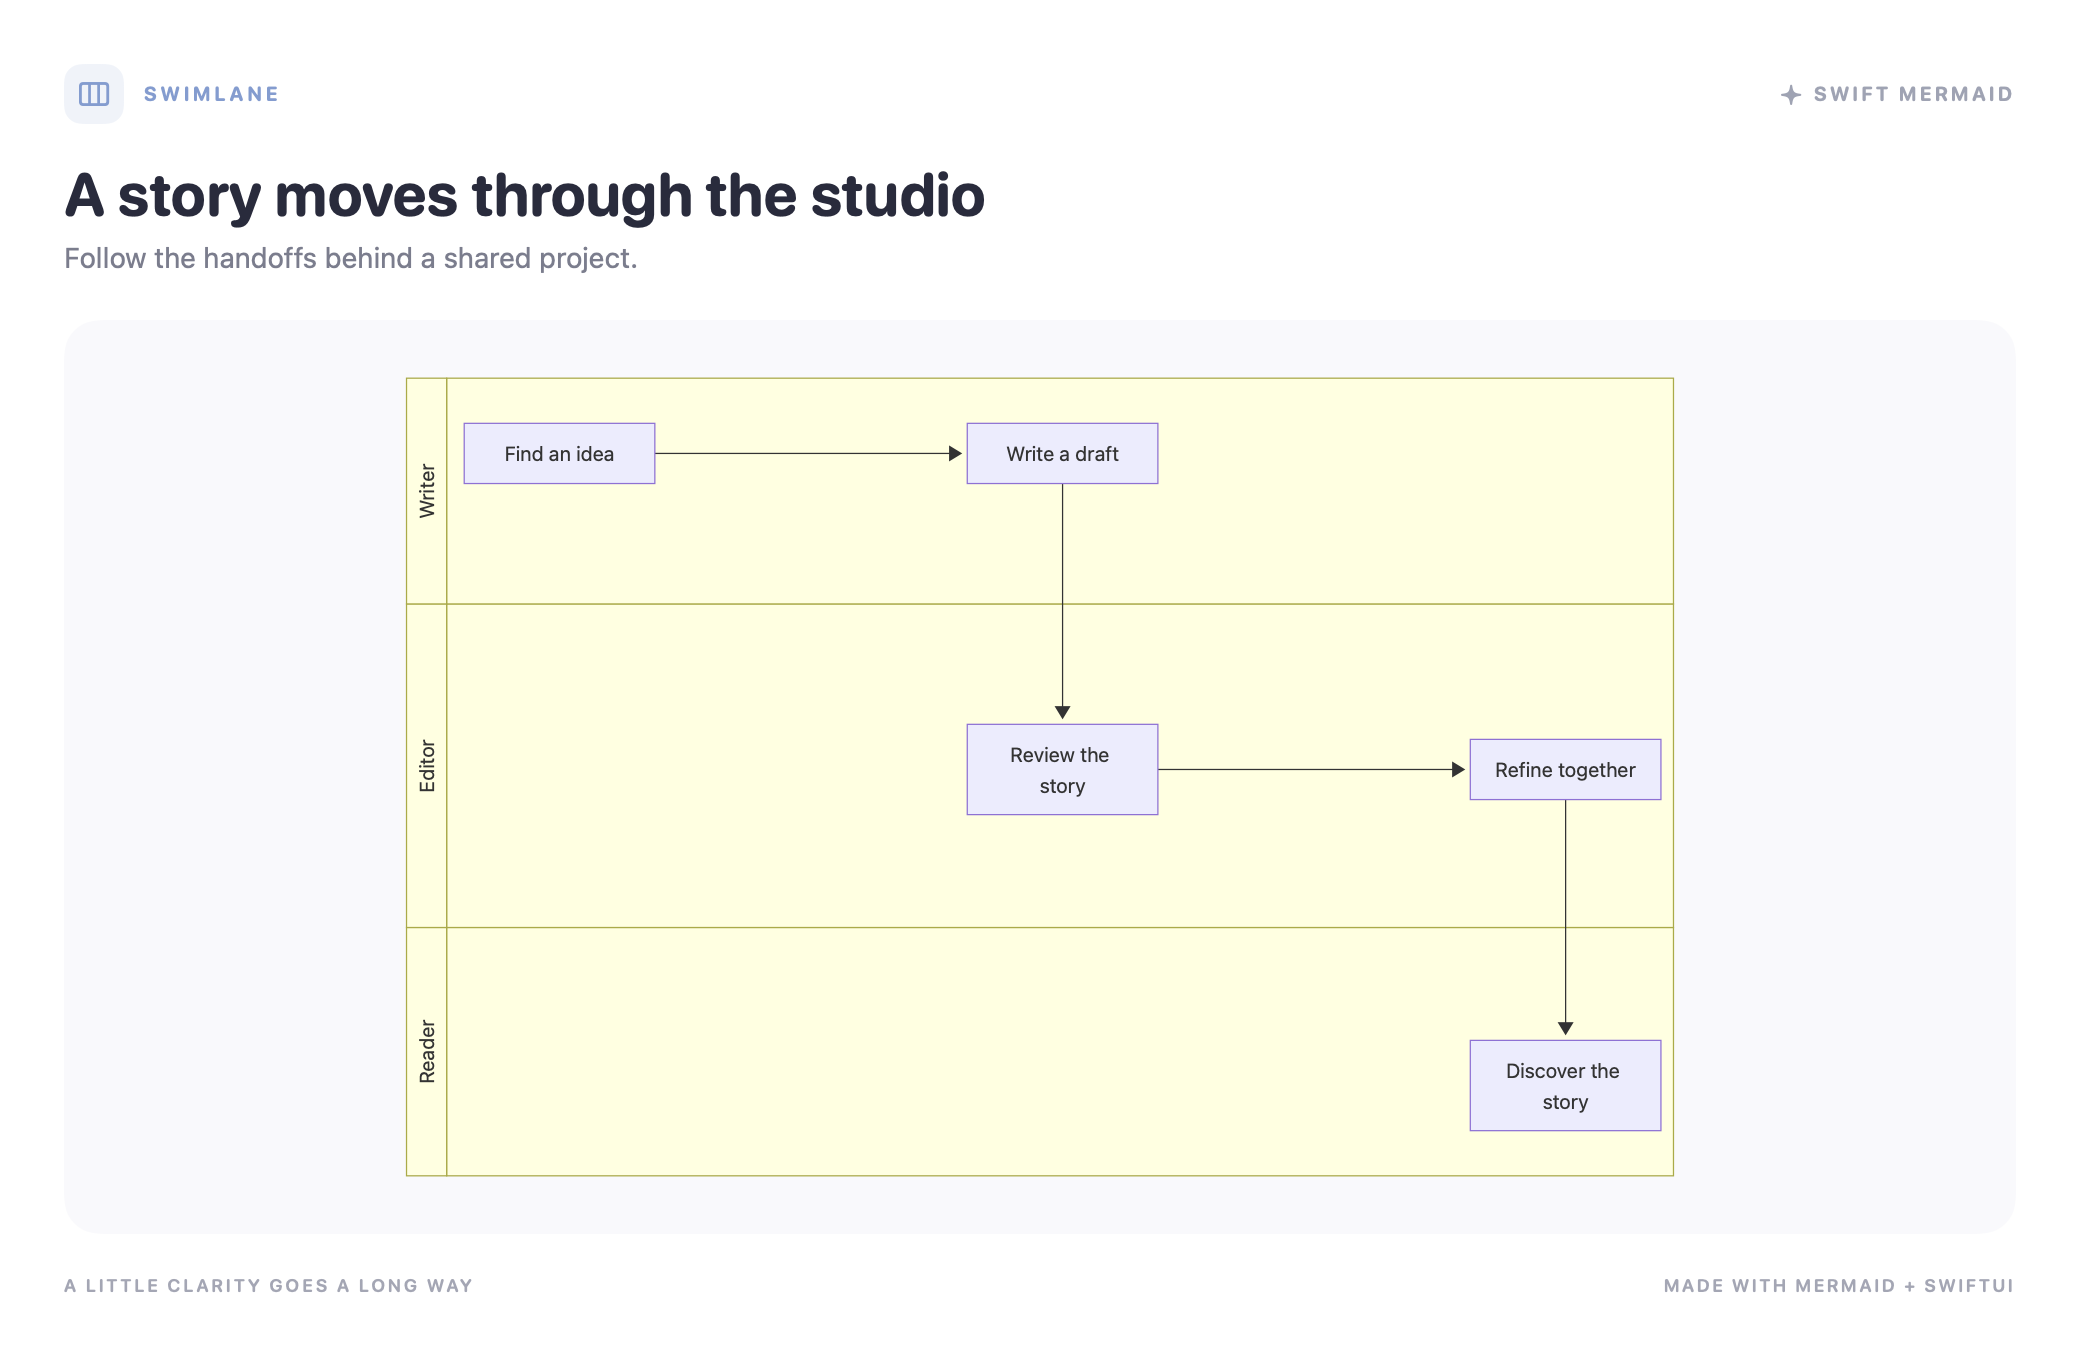 SWIMLANE
SWIFT MERMAID
A story moves through the studio
Follow the handoffs behind a shared project.
Writer
Find an idea
Write a draft
Editor
Review the
story
Refine together
Reader
Discover the
story
A LITTLE CLARITY GOES A LONG WAY
MADE WITH MERMAID + SWIFTUI